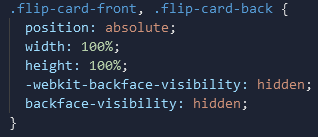 .flip-card-front, .flip-card-back {
  position: absolute;
  width: 100%;
  height: 100%;
  -webkit-backface-visibility: hidden;
  backface-visibility: hidden;
}